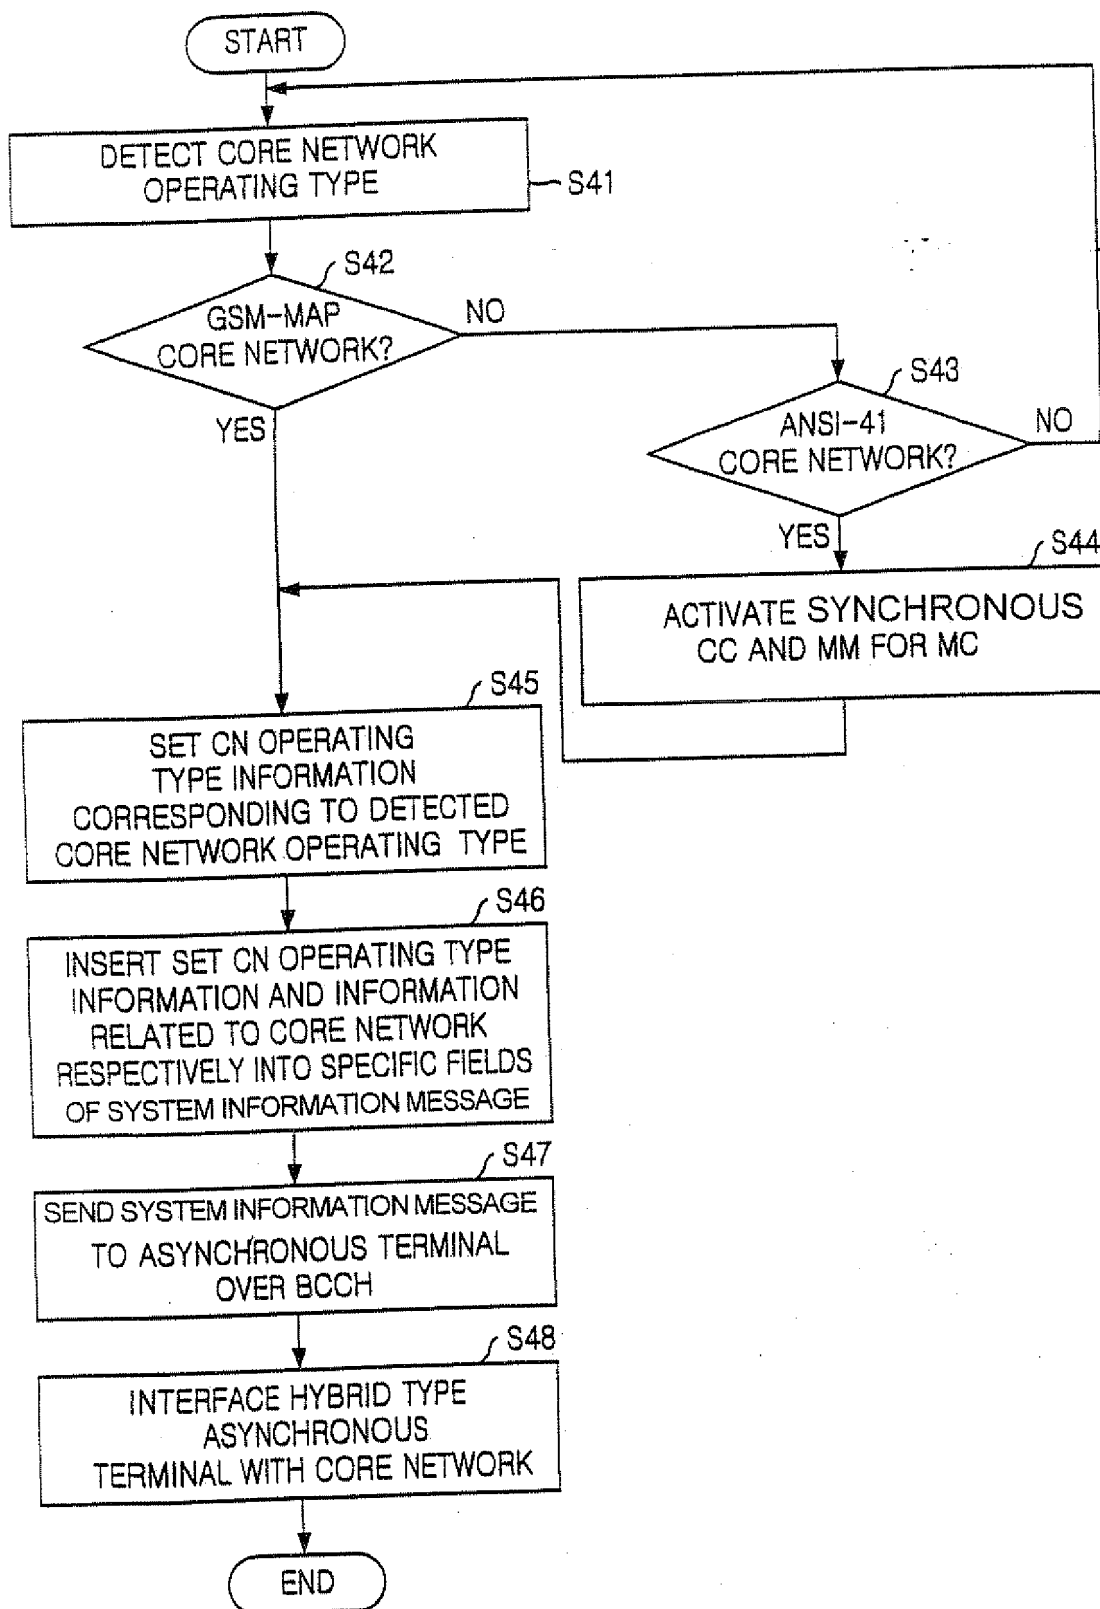 START
DETECT CORE NETWORK
OPERATING TYPE
S41
S42
GSM-MAP
CORE NETWORK?
NO
YES
S43
ANSI-41
CORE NETWORK?
NO
YES
S44
ACTIVATE SYNCHRONOUS
CC AND MM FOR MC
S45
SET CN OPERATING
TYPE INFORMATION
CORRESPONDING TO DETECTED
CORE NETWORK OPERATING TYPE
S46
INSERT SET CN OPERATING TYPE
INFORMATION AND INFORMATION
RELATED TO CORE NETWORK
RESPECTIVELY INTO SPECIFIC FIELDS
OF SYSTEM INFORMATION MESSAGE
S47
SEND SYSTEM INFORMATION MESSAGE
TO ASYNCHRONOUS TERMINAL
OVER BCCH
S48
INTERFACE HYBRID TYPE
ASYNCHRONOUS
TERMINAL WITH CORE NETWORK
END